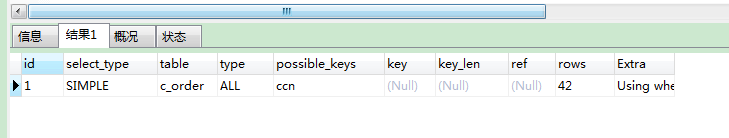 信息 结果1 概况 状态
id select_type table type possible_keys key key_len ref rows Extra
1 SIMPLE c_order ALL ccn (Null) (Null) (Null) 42 Using whe